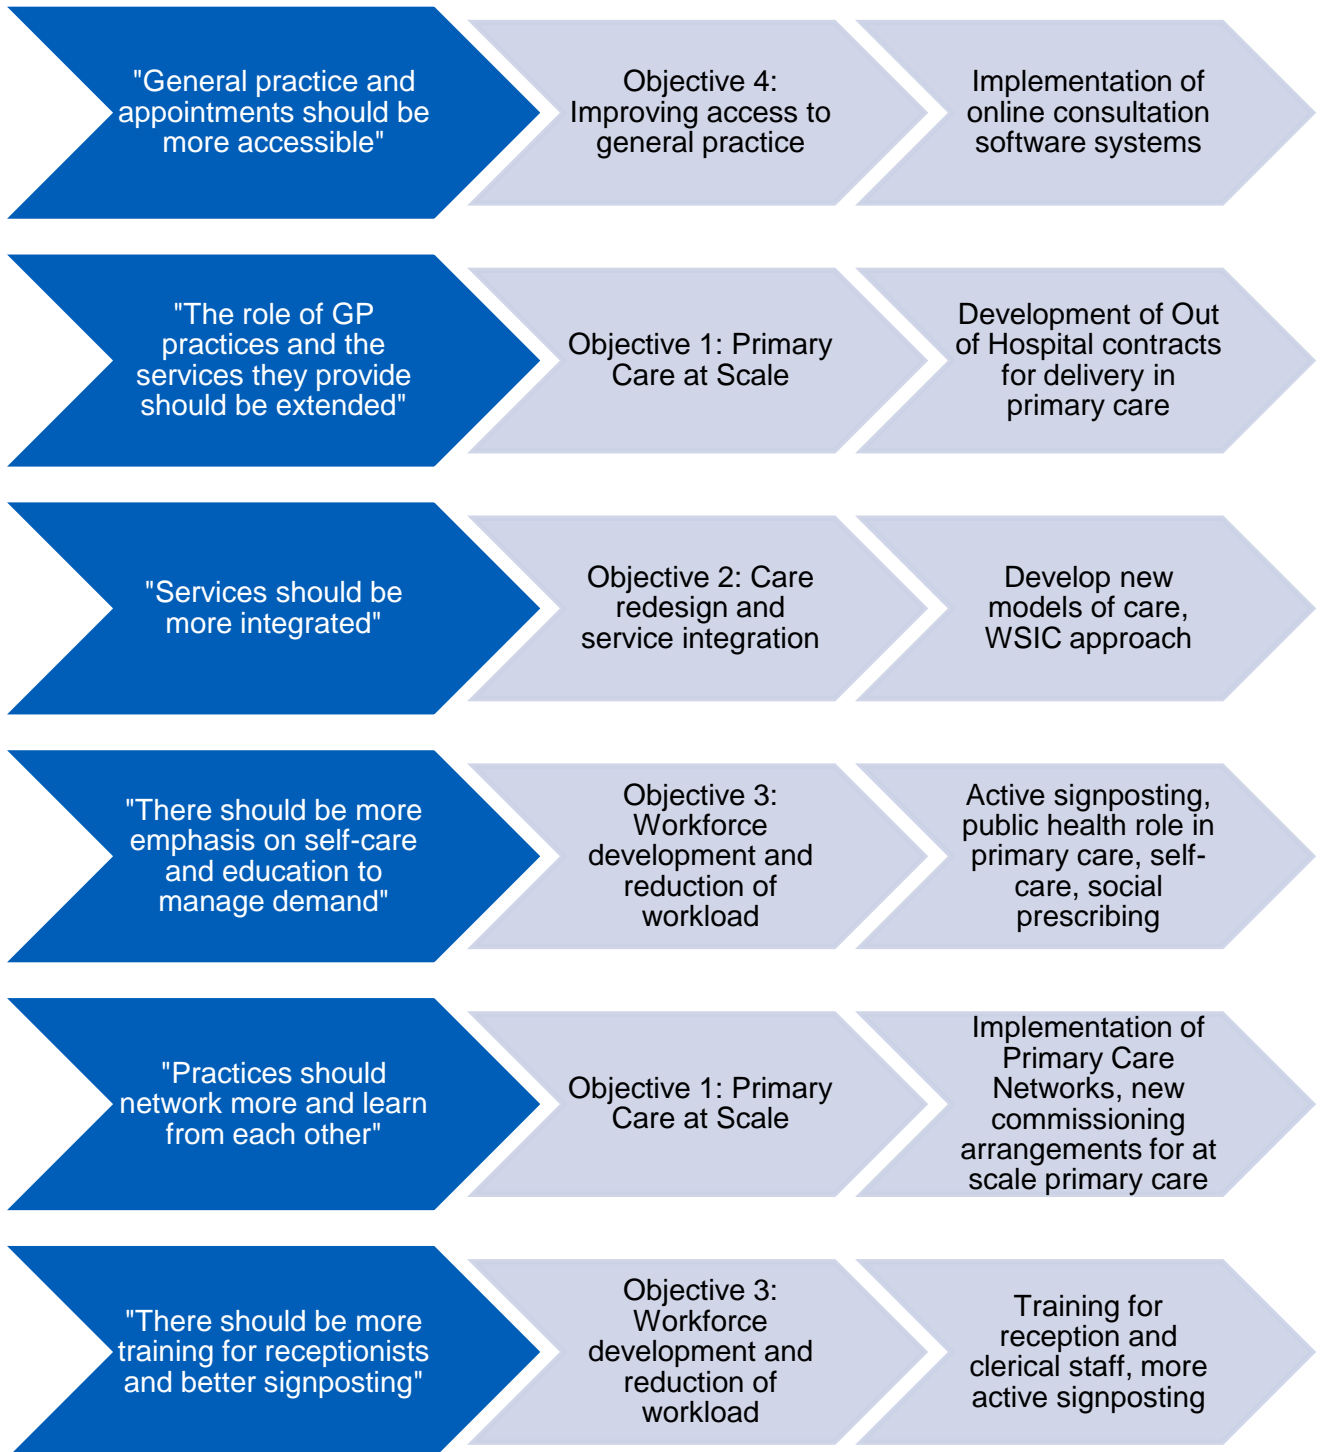 "General practice and
appointments should be
more accessible"
Objective 4:
Improving access to
general practice
Implementation of
online consultation
software systems
"The role of GP
practices and the
services they provide
should be extended"
Objective 1: Primary
Care at Scale
Development of Out
of Hospital contracts
for delivery in
primary care
"Services should be
more integrated"
Objective 2: Care
redesign and
service integration
Develop new
models of care,
WSIC approach
"There should be more
emphasis on self-care
and education to
manage demand"
Objective 3:
Workforce
development and
reduction of
workload
Active signposting,
public health role in
primary care, self-
care, social
prescribing
"Practices should
network more and learn
from each other"
Objective 1: Primary
Care at Scale
Implementation of
Primary Care
Networks, new
commissioning
arrangements for at
scale primary care
"There should be more
training for receptionists
and better signposting"
Objective 3:
Workforce
development and
reduction of
workload
Training for
reception and
clerical staff, more
active signposting